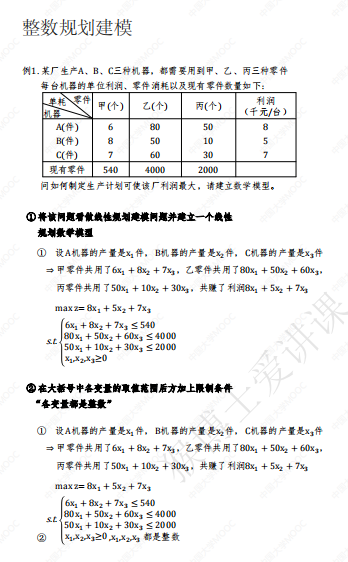 整数规划建模
例1.某厂生产A、B、C三种机器，都需要用到甲、乙、丙三种零件
每台机器的单位利润、零件消耗以及现有零件数量如下：
单耗 零件 机器 甲(个) 乙(个) 丙(个) 利润(千元/台)
A(件) 6 80 50 8
B(件) 8 50 10 5
C(件) 7 60 30 7
现有零件 540 4000 2000
问如何制定生产计划可使该厂利润最大，请建立数学模型。
①将该问题看做线性规划建模问题并建立一个线性
规划数学模型
① 设A机器的产量是x₁件，B机器的产量是x₂件，C机器的产量是x₃件
⇒ 甲零件共用了6x₁ + 8x₂ + 7x₃，乙零件共用了80x₁ + 50x₂ + 60x₃，
丙零件共用了50x₁ + 10x₂ + 30x₃，共赚了利润8x₁ + 5x₂ + 7x₃
max z= 8x₁ + 5x₂ + 7x₃
6x₁ + 8x₂ + 7x₃ ≤ 540
80x₁ + 50x₂ + 60x₃ ≤ 4000
s.t. 50x₁ + 10x₂ + 30x₃ ≤ 2000
x₁,x₂,x₃≥0
②在大括号中各变量的取值范围后方加上限制条件
“各变量都是整数”
① 设A机器的产量是x₁件，B机器的产量是x₂件，C机器的产量是x₃件
⇒ 甲零件共用了6x₁ + 8x₂ + 7x₃，乙零件共用了80x₁ + 50x₂ + 60x₃，
丙零件共用了50x₁ + 10x₂ + 30x₃，共赚了利润8x₁ + 5x₂ + 7x₃
max z= 8x₁ + 5x₂ + 7x₃
6x₁ + 8x₂ + 7x₃ ≤ 540
80x₁ + 50x₂ + 60x₃ ≤ 4000
s.t. 50x₁ + 10x₂ + 30x₃ ≤ 2000
② x₁,x₂,x₃≥0 ,x₁,x₂,x₃ 都是整数
猴博士爱讲课